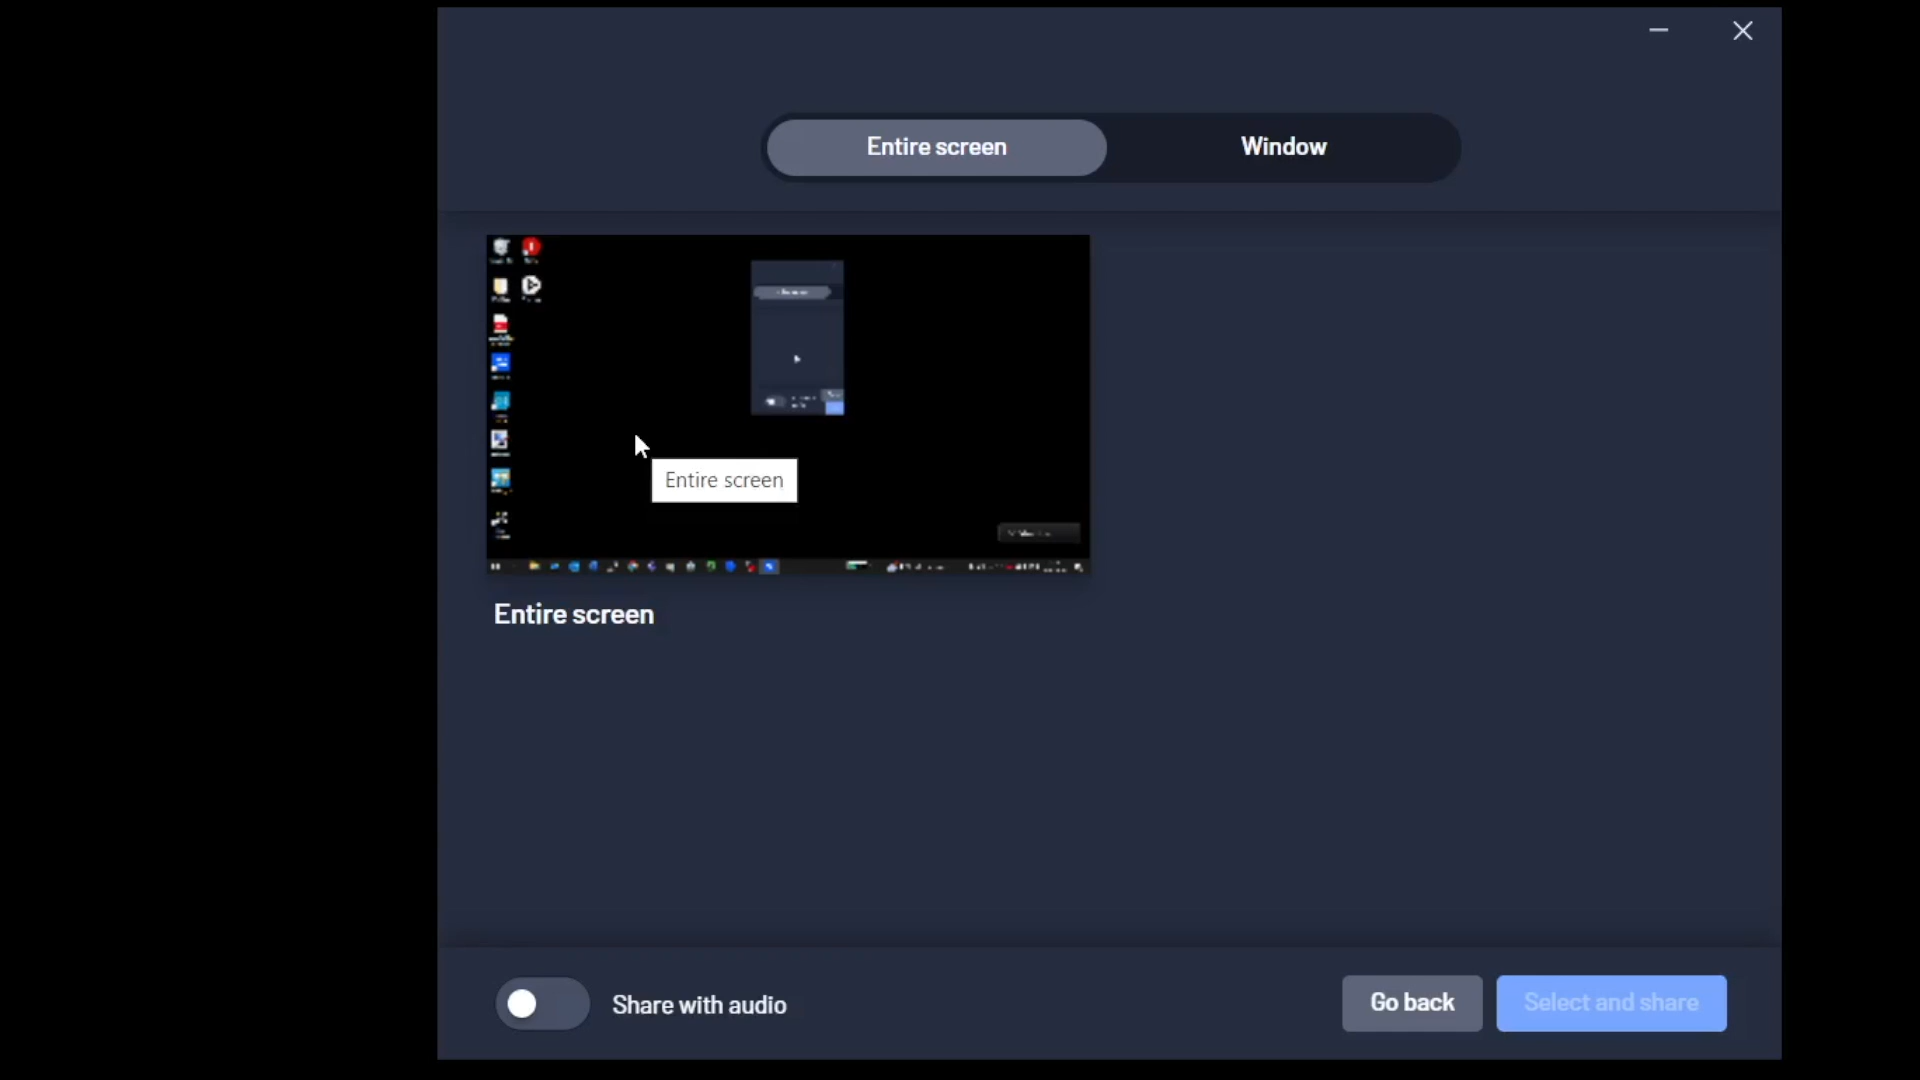 Entire screen
Window
Entire screen
Entire screen
Share with audio
Go back
Select and share